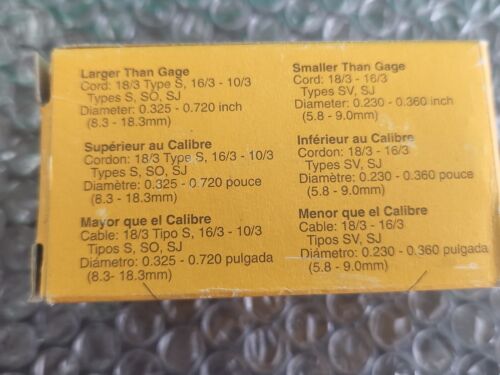 Larger Than Gage
Cord: 18/3 Type S, 16/3 - 10/3
Types S, SO, SJ
Diameter: 0.325 - 0.720 inch
(8.3 - 18.3mm)
Smaller Than Gage
Cord: 18/3 - 16/3
Types SV, SJ
Diameter: 0.230 - 0.360 inch
(5.8 - 9.0mm)
Supérieur au Calibre
Cordon: 18/3 Type S, 16/3 - 10/3
Types S, SO, SJ
Diamètre: 0.325 - 0.720 pouce
(8.3 - 18.3mm)
Inférieur au Calibre
Cordon: 18/3 - 16/3
Types SV, SJ
Diamètre: 0.230 - 0.360 pouce
(5.8 - 9.0mm)
Mayor que el Calibre
Cable: 18/3 Tipo S, 16/3 - 10/3
Tipos S, SO, SJ
Diámetro: 0.325 - 0.720 pulgada
(8.3- 18.3mm)
Menor que el Calibre
Cable: 18/3 - 16/3
Tipos SV, SJ
Diámetro: 0.230 - 0.360 pulgada
(5.8 - 9.0mm)